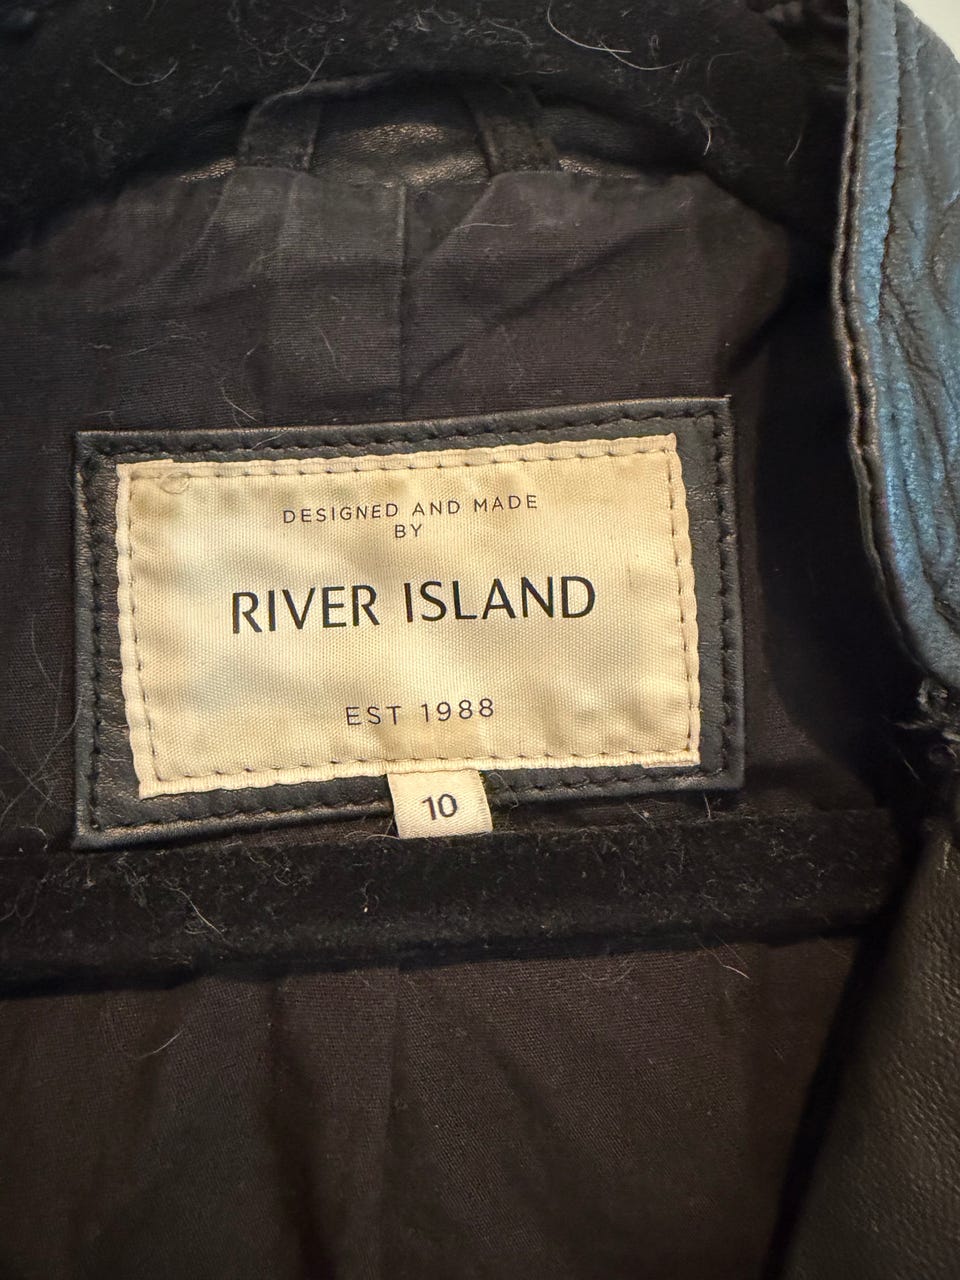 DESIGNED AND MADE
BY
RIVER ISLAND
EST 1988
10